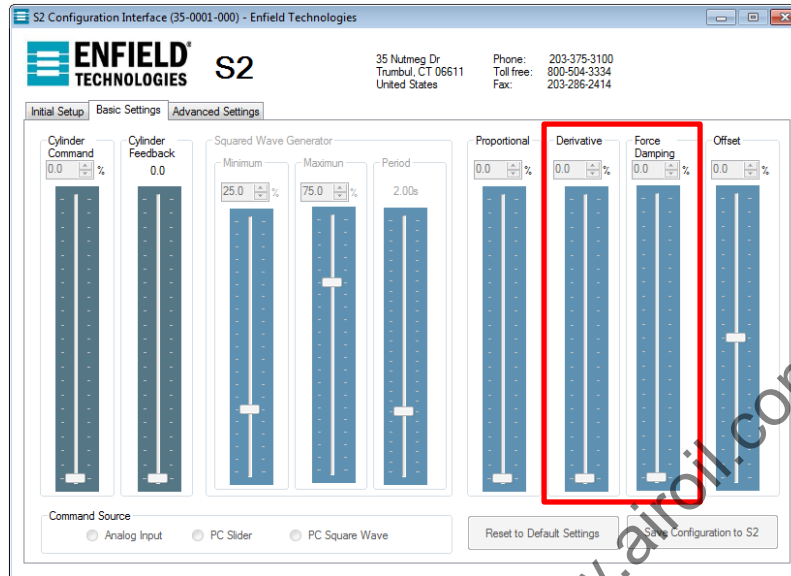 S2 Configuration Interface (35-0001-000) - Enfield Technologies
ENFIELD®
TECHNOLOGIES
S2
35 Nutmeg Dr
Trumbul, CT 06611
United States
Phone: 203-375-3100
Toll free: 800-504-3334
Fax: 203-286-2414
Initial Setup Basic Settings Advanced Settings
Cylinder Command
0.0 %
Cylinder Feedback
0.0
Squared Wave Generator
Minimum
25.0 %
Maximun
75.0 %
Period
2.00s
Proportional
0.0 %
Derivative
0.0 %
Force Damping
0.0 %
Offset
0.0 %
Command Source
Analog Input PC Slider PC Square Wave
Reset to Default Settings
Save Configuration to S2
.airoil.com